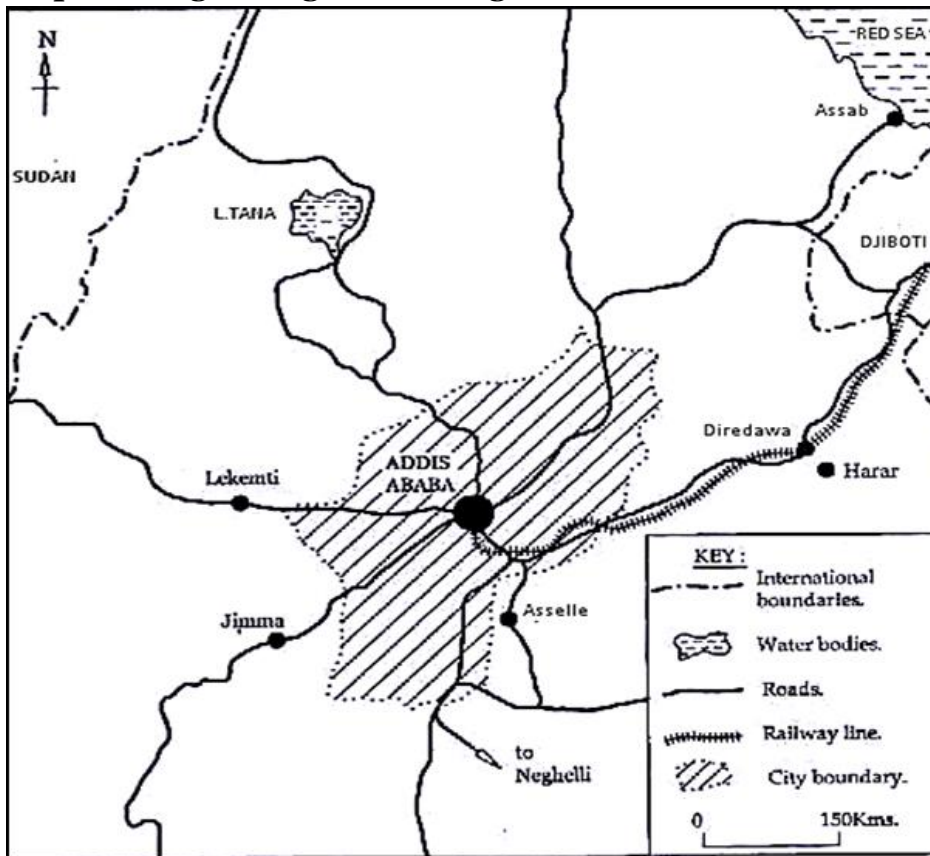 N
RED SEA
Assab
SUDAN
L.TANA
DJIBOTI
Diredawa
Harar
ADDIS
ABABA
Lekemti
Jimma
Asselle
to
Neghelli
KEY :
International
boundaries.
Water bodies.
Roads.
Railway line.
City boundary.
0 150Kms.